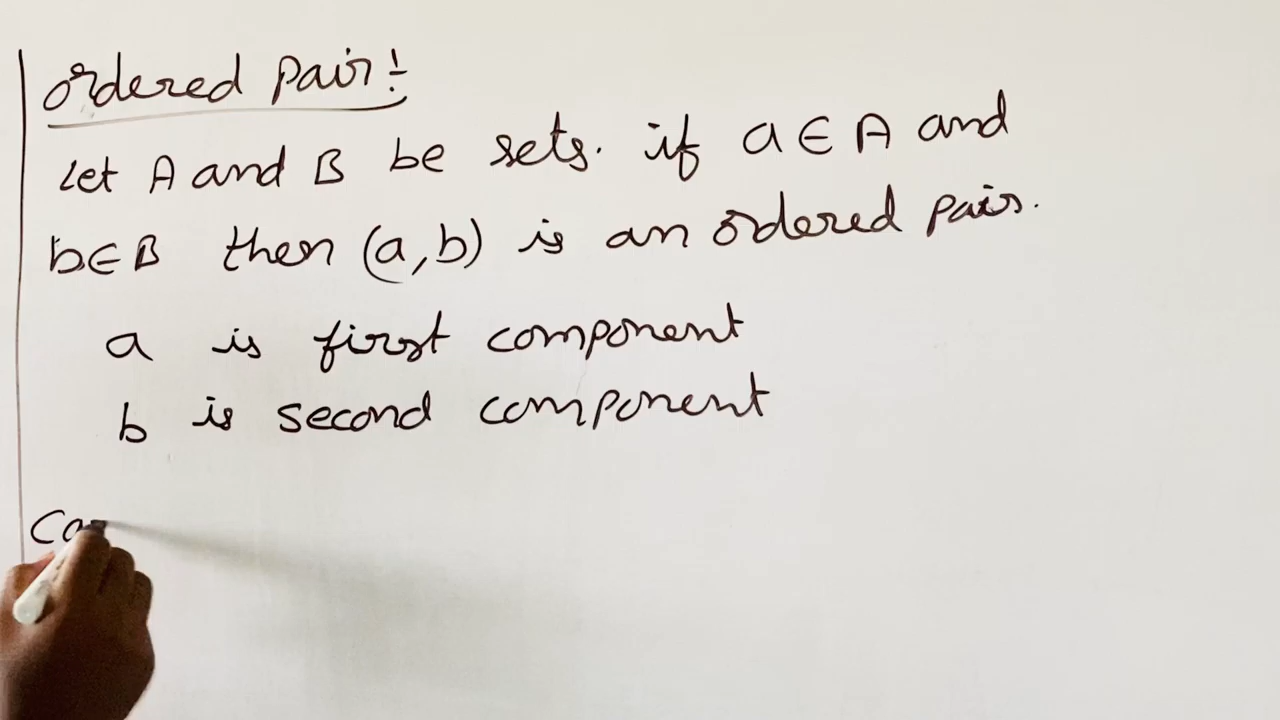 ordered pair:-
Let A and B be sets. if a ∈ A and
b ∈ B then (a, b) is an ordered pair.
a is first component
b is second component
Ca